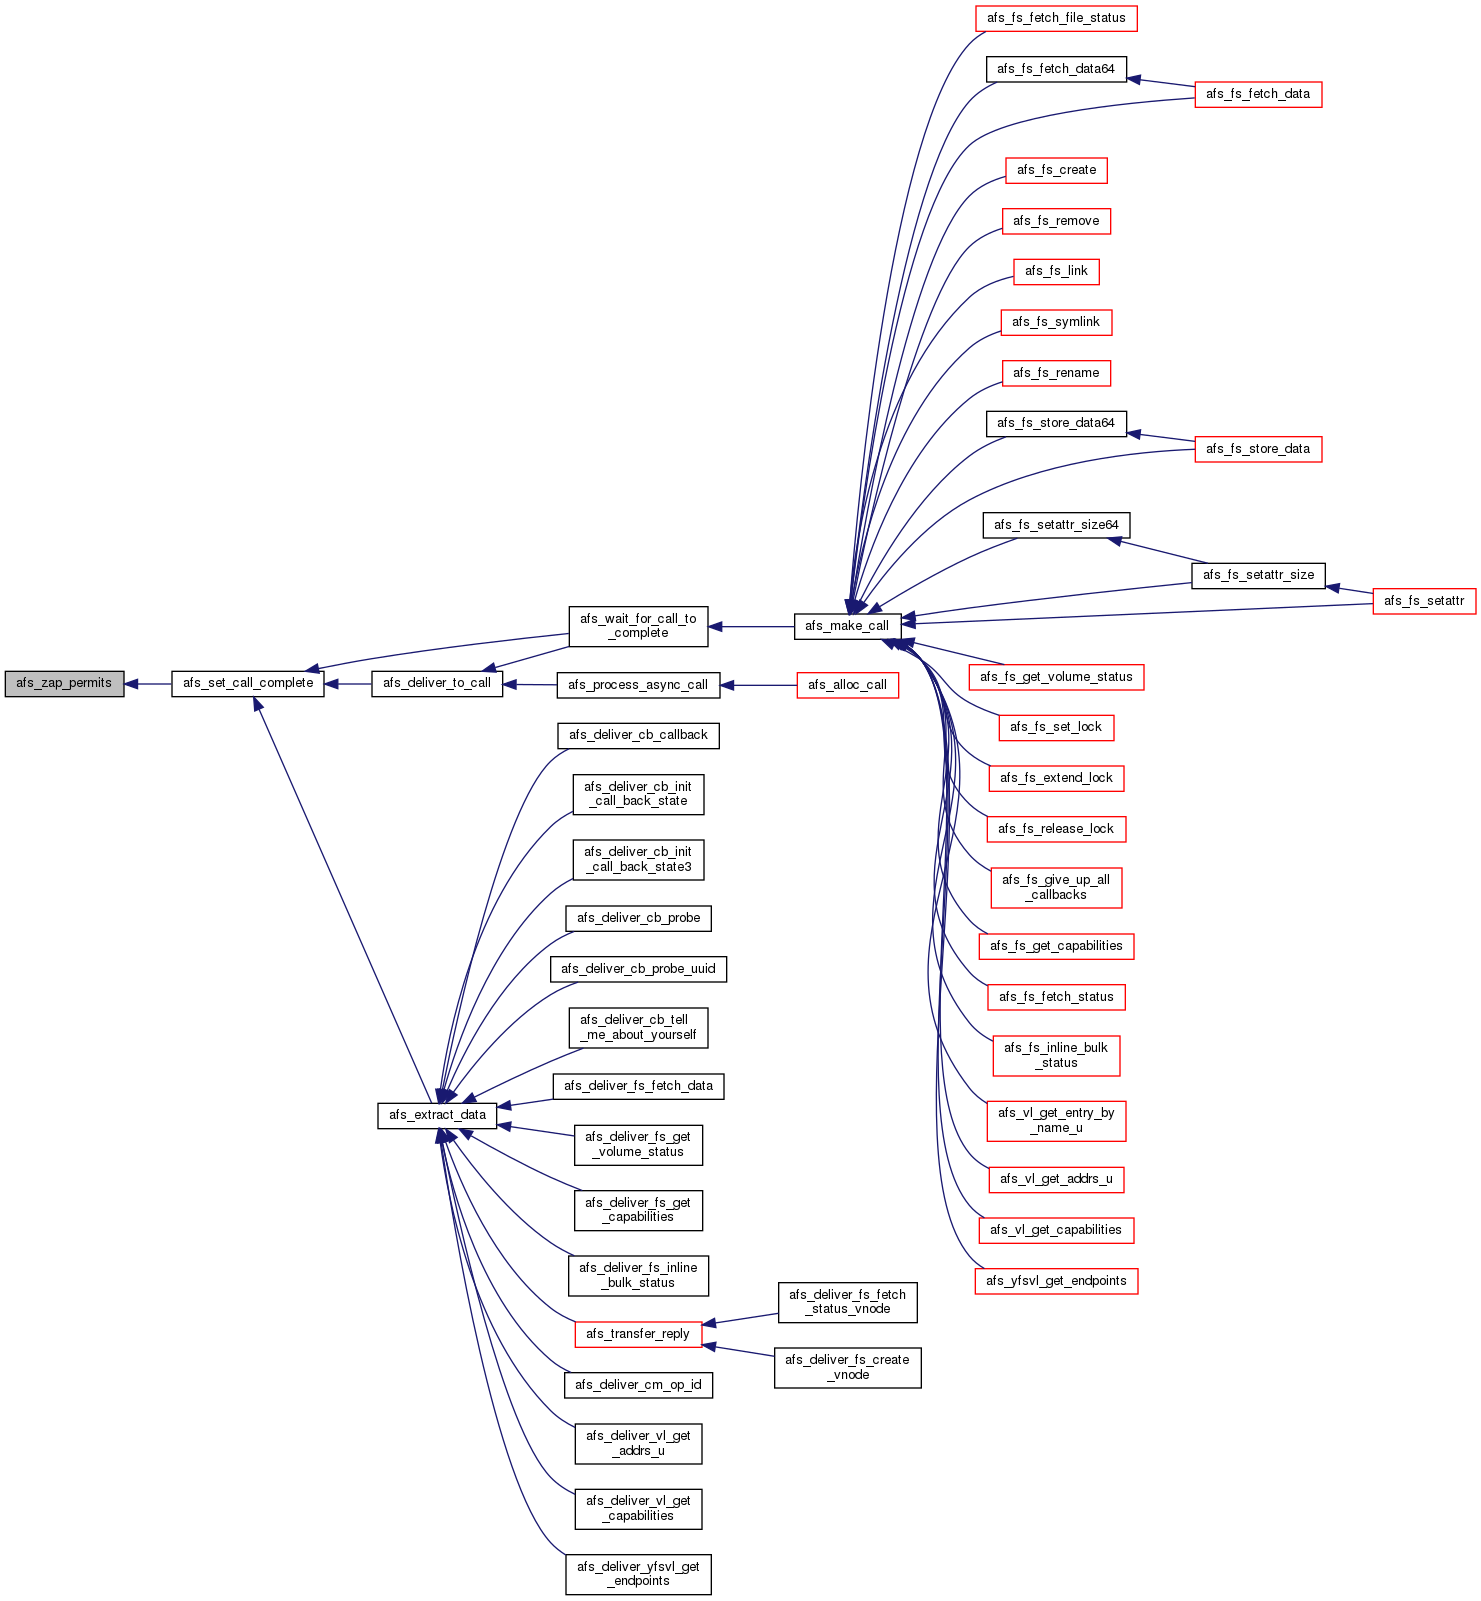 afs_fs_fetch_file_status
afs_fs_fetch_data64
afs_fs_fetch_data
afs_fs_create
afs_fs_remove
afs_fs_link
afs_fs_symlink
afs_fs_rename
afs_fs_store_data64
afs_fs_store_data
afs_fs_setattr_size64
afs_fs_setattr_size
afs_fs_setattr
afs_wait_for_call_to
_complete
afs_make_call
afs_zap_permits
afs_set_call_complete
afs_deliver_to_call
afs_process_async_call
afs_alloc_call
afs_fs_get_volume_status
afs_fs_set_lock
afs_fs_extend_lock
afs_fs_release_lock
afs_fs_give_up_all
_callbacks
afs_fs_get_capabilities
afs_fs_fetch_status
afs_fs_inline_bulk
_status
afs_vl_get_entry_by
_name_u
afs_vl_get_addrs_u
afs_vl_get_capabilities
afs_yfsvl_get_endpoints
afs_deliver_cb_callback
afs_deliver_cb_init
_call_back_state
afs_deliver_cb_init
_call_back_state3
afs_deliver_cb_probe
afs_deliver_cb_probe_uuid
afs_deliver_cb_tell
_me_about_yourself
afs_deliver_fs_fetch_data
afs_extract_data
afs_deliver_fs_get
_volume_status
afs_deliver_fs_get
_capabilities
afs_deliver_fs_inline
_bulk_status
afs_transfer_reply
afs_deliver_fs_fetch
_status_vnode
afs_deliver_fs_create
_vnode
afs_deliver_cm_op_id
afs_deliver_vl_get
_addrs_u
afs_deliver_vl_get
_capabilities
afs_deliver_yfsvl_get
_endpoints